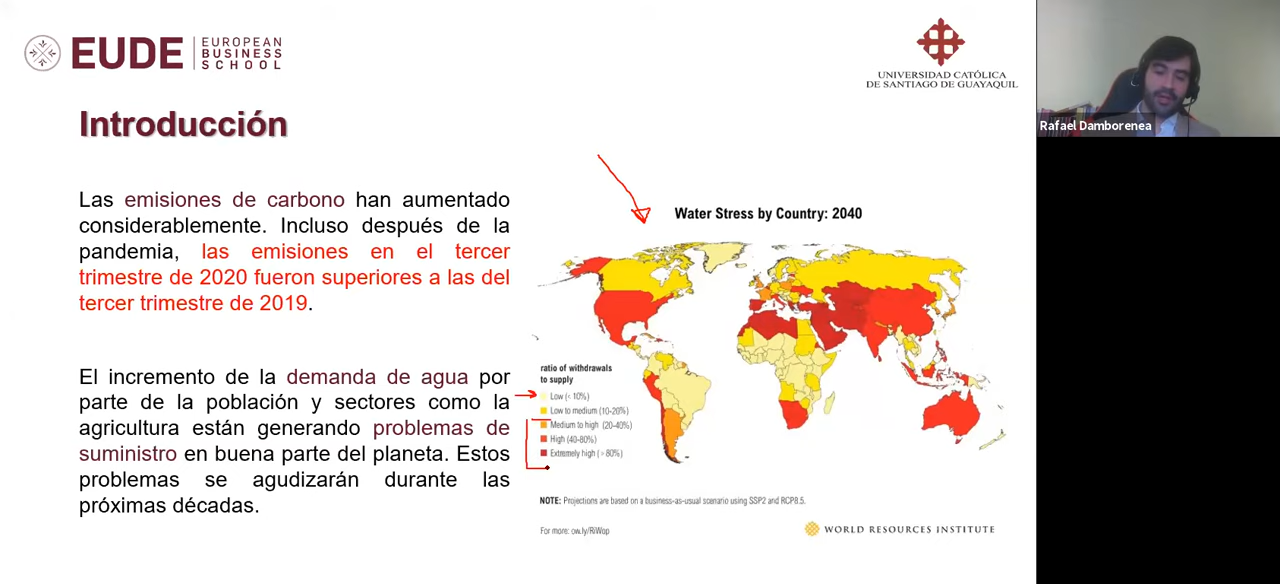 EUDE
EUROPEAN
BUSINESS
SCHOOL
UNIVERSIDAD CATÓLICA
DE SANTIAGO DE GUAYAQUIL
Rafael Damborenea
Introducción
Las emisiones de carbono han aumentado
considerablemente. Incluso después de la
pandemia, las emisiones en el tercer
trimestre de 2020 fueron superiores a las del
tercer trimestre de 2019.
El incremento de la demanda de agua por
parte de la población y sectores como la
agricultura están generando problemas de
suministro en buena parte del planeta. Estos
problemas se agudizarán durante las
próximas décadas.
Water Stress by Country: 2040
ratio of withdrawals
to supply
Low (< 10%)
Low to medium (10-20%)
Medium to high (20-40%)
High (40-80%)
Extremely high (> 80%)
NOTE: Projections are based on a business-as-usual scenario using SSP2 and RCP8.5.
For more: ow.ly/RiWop
WORLD RESOURCES INSTITUTE